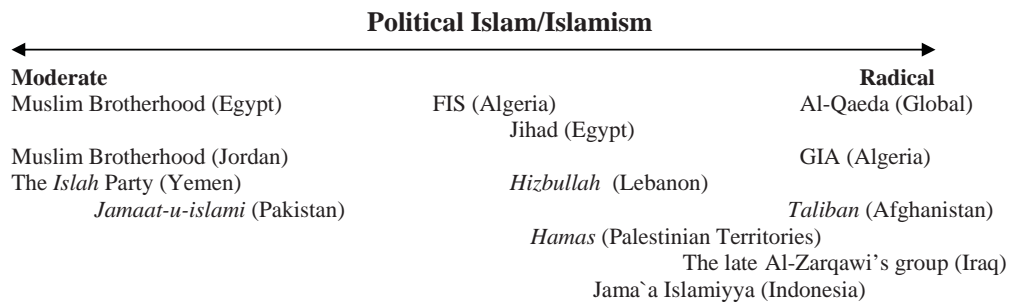 Political Islam/Islamism
Moderate Radical
Muslim Brotherhood (Egypt) FIS (Algeria) Al-Qaeda (Global)
Jihad (Egypt)
Muslim Brotherhood (Jordan) GIA (Algeria)
The Islah Party (Yemen) Hizbullah (Lebanon)
Jamaat-u-islami (Pakistan) Taliban (Afghanistan)
Hamas (Palestinian Territories)
The late Al-Zarqawi’s group (Iraq)
Jama`a Islamiyya (Indonesia)